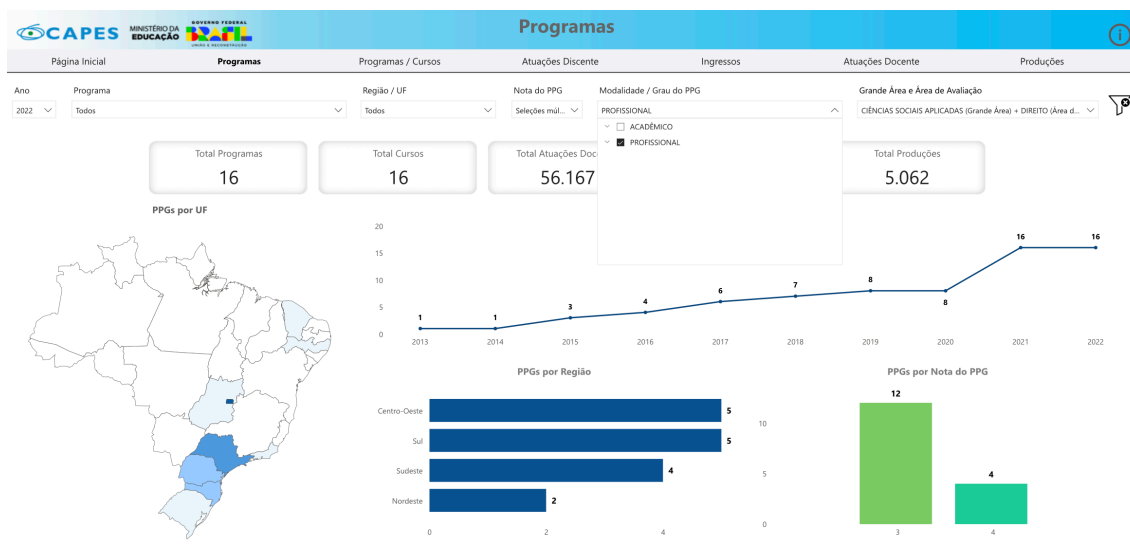 CAPES
MINISTÉRIO DA
EDUCAÇÃO
GOVERNO FEDERAL
BRASIL
UNIÃO E RECONSTRUÇÃO
Programas
i
Página Inicial
Programas
Programas / Cursos
Atuações Discente
Ingressos
Atuações Docente
Produções
Ano
Programa
Região / UF
Nota do PPG
Modalidade / Grau do PPG
Grande Área e Área de Avaliação
2022
Todos
Todos
Seleções múl...
PROFISSIONAL
CIÊNCIAS SOCIAIS APLICADAS (Grande Área) + DIREITO (Área d...
ACADÊMICO
PROFISSIONAL
Total Programas
16
Total Cursos
16
Total Atuações Doc
56.167
Total Produções
5.062
PPGs por UF
20
15
10
5
0
1
1
3
4
6
7
8
8
16
16
2013
2014
2015
2016
2017
2018
2019
2020
2021
2022
PPGs por Região
Centro-Oeste
5
Sul
5
Sudeste
4
Nordeste
2
0
2
4
PPGs por Nota do PPG
10
5
0
12
4
3
4